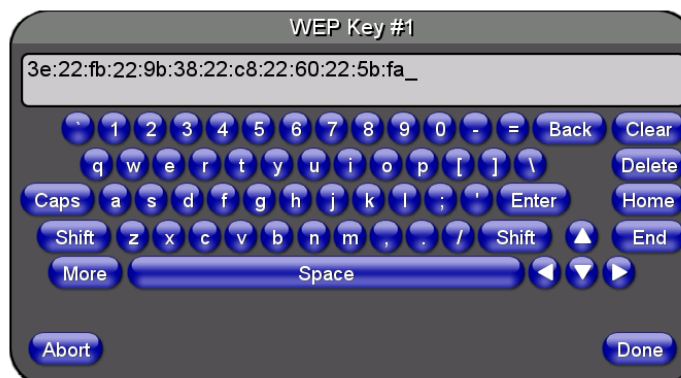 WEP Key #1
3e:22:fb:22:9b:38:22:c8:22:60:22:5b:fa_
` 1 2 3 4 5 6 7 8 9 0 - = Back Clear
q w e r t y u i o p [ ] \ Delete
Caps a s d f g h j k l ; ' Enter Home
Shift z x c v b n m , . / Shift End
More Space
Abort Done